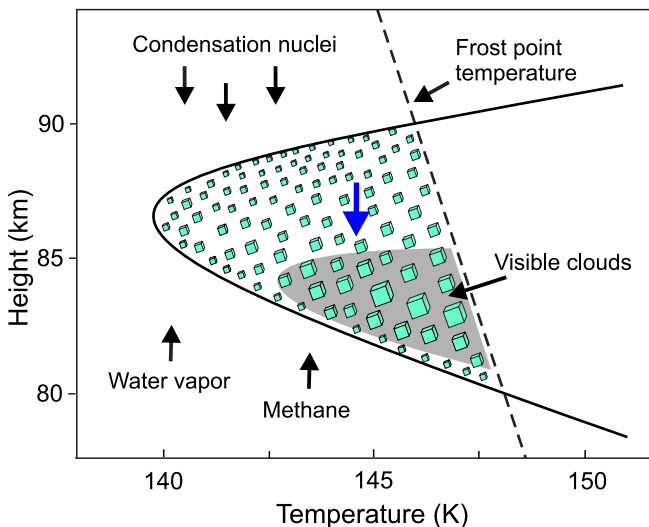 Condensation nuclei
Frost point
temperature
90
85
80
Height (km)
Visible clouds
Water vapor
Methane
140
145
150
Temperature (K)